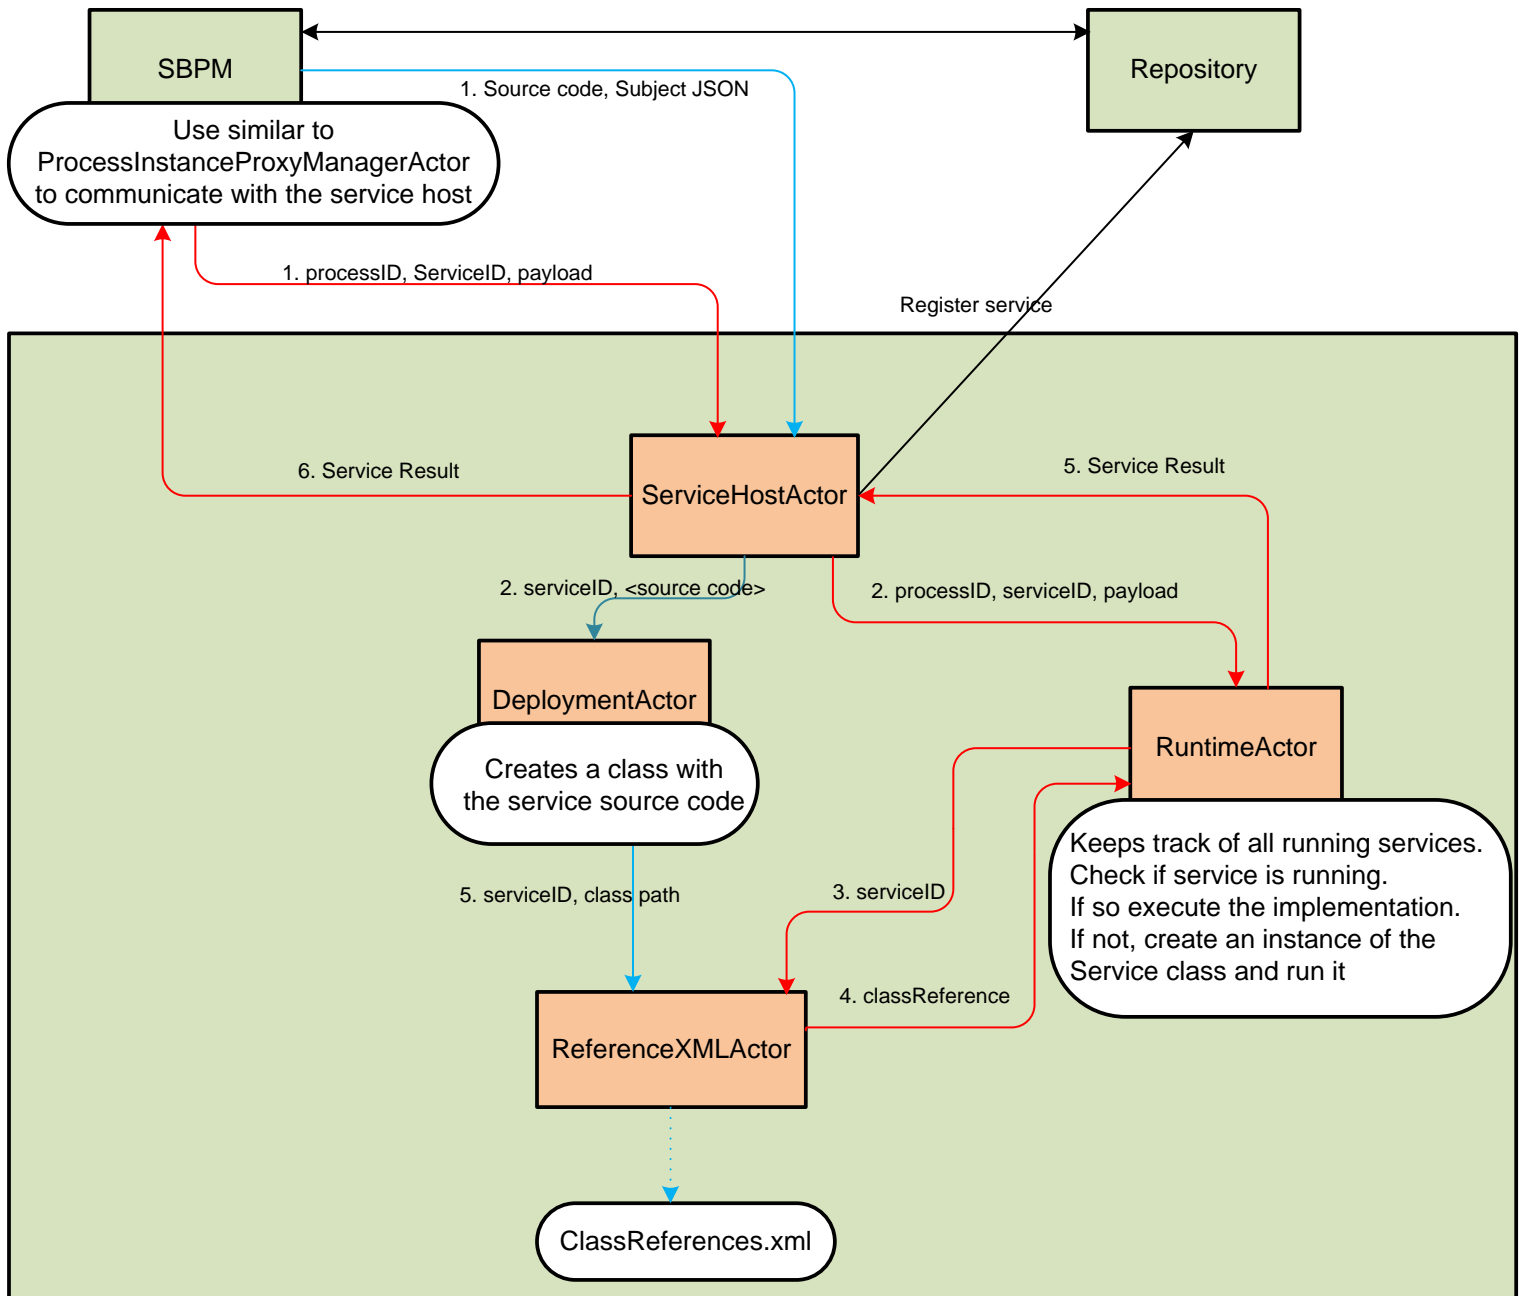 SBPM
Repository
1. Source code, Subject JSON
Use similar to
ProcessInstanceProxyManagerActor
to communicate with the service host
1. processID, ServiceID, payload
Register service
6. Service Result
5. Service Result
ServiceHostActor
2. serviceID, <source code>
2. processID, serviceID, payload
DeploymentActor
RuntimeActor
Creates a class with
the service source code
Keeps track of all running services.
Check if service is running.
If so execute the implementation.
If not, create an instance of the
Service class and run it
5. serviceID, class path
3. serviceID
4. classReference
ReferenceXMLActor
ClassReferences.xml